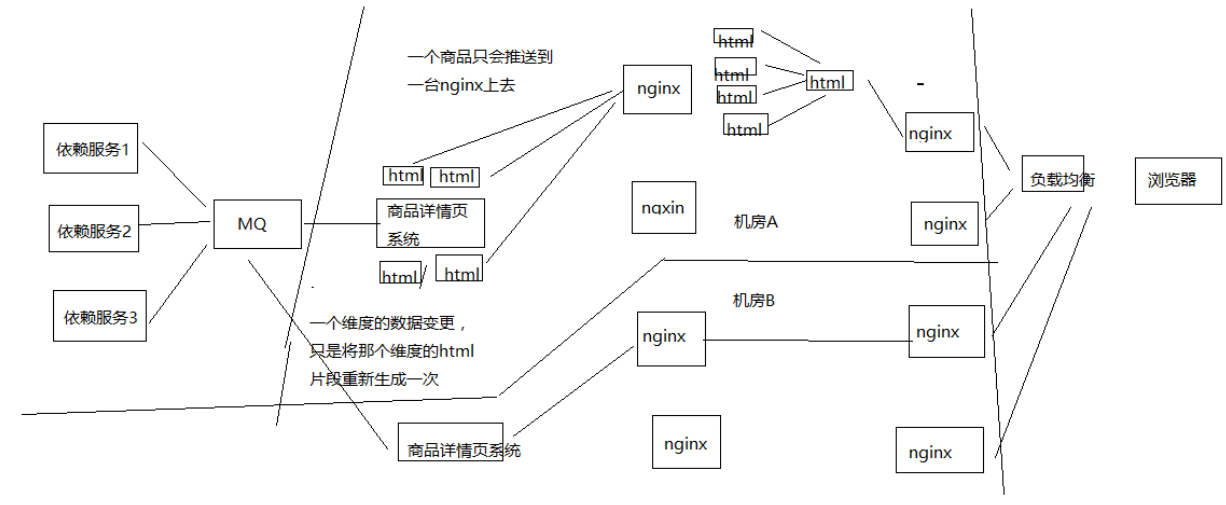 一个商品只会推送到
一台nginx上去
html
html
html
html
html
nginx
nginx
依赖服务1
依赖服务2
依赖服务3
MQ
html
html
商品详情页
系统
html
html
ngxin
机房A
nginx
负载均衡
浏览器
一个维度的数据变更，
只是将那个维度的html
片段重新生成一次
机房B
nginx
nginx
商品详情页系统
nginx
nginx